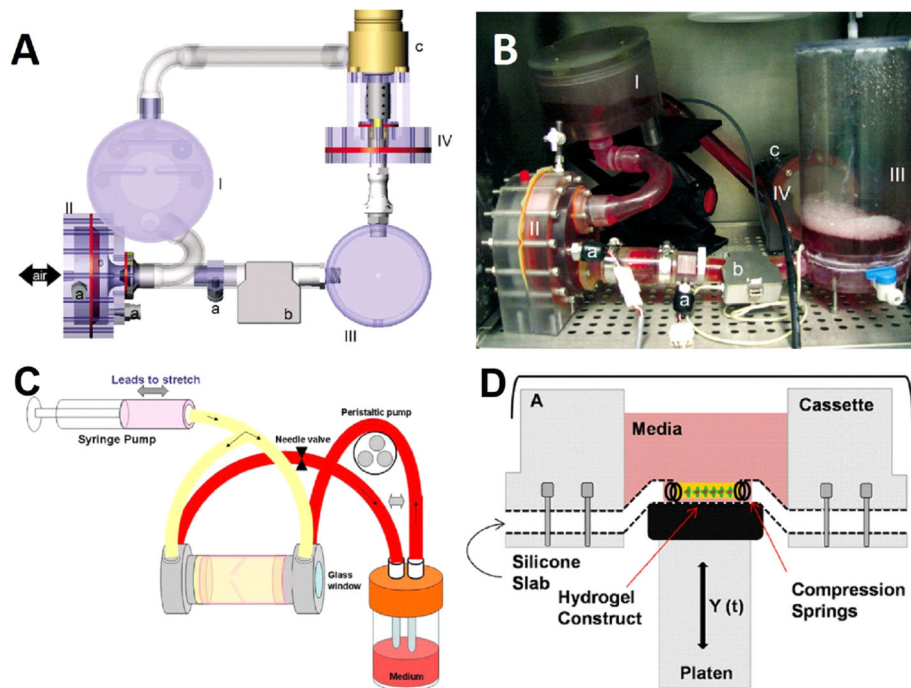 A
c
IV
I
II
air
a
a
a
b
III
B
I
c
IV
III
II
a
b
a
C
Leads to stretch
Syringe Pump
Peristaltic pump
Needle valve
Glass
window
Medium
D
A
Cassette
Media
Silicone
Slab
Hydrogel
Construct
Compression
Springs
Y (t)
Platen